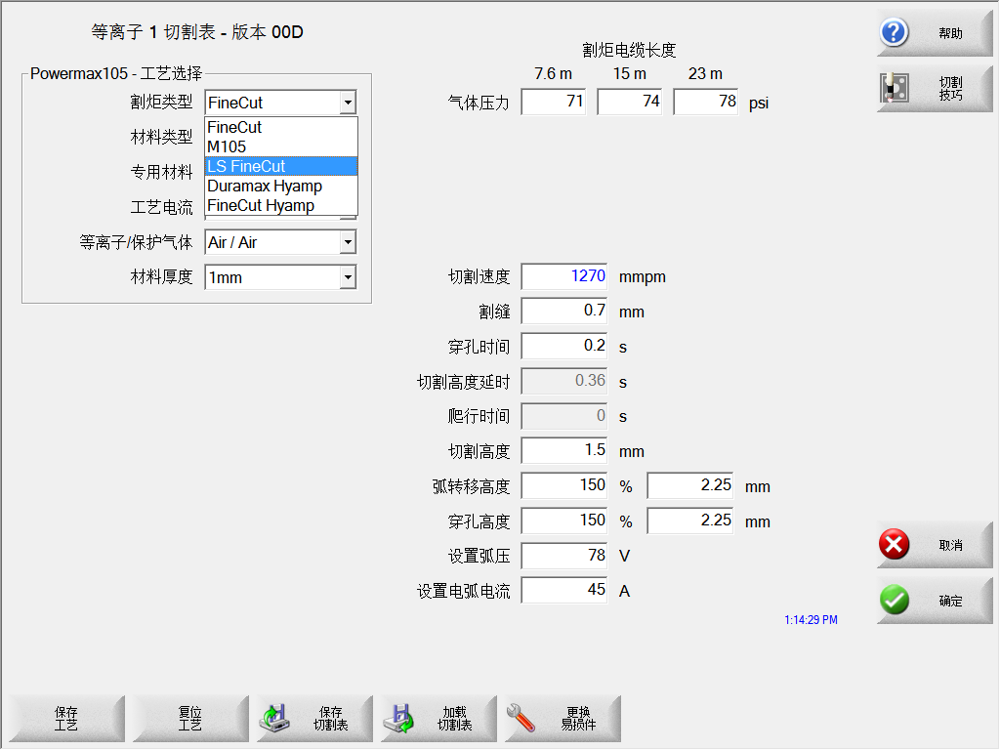 等离子 1 切割表 - 版本 00D
Powermax105 - 工艺选择
割炬类型 FineCut
FineCut
M105
LS FineCut
Duramax Hyamp
FineCut Hyamp
材料类型
专用材料
工艺电流
等离子/保护气体 Air / Air
材料厚度 1mm
割炬电缆长度
7.6 m 15 m 23 m
气体压力 71 74 78 psi
切割速度 1270 mmpm
割缝 0.7 mm
穿孔时间 0.2 s
切割高度延时 0.36 s
爬行时间 0 s
切割高度 1.5 mm
弧转移高度 150 % 2.25 mm
穿孔高度 150 % 2.25 mm
设置弧压 78 V
设置电弧电流 45 A
帮助
切割
技巧
取消
确定
1:14:29 PM
保存
工艺
复位
工艺
保存
切割表
加载
切割表
更换
易损件